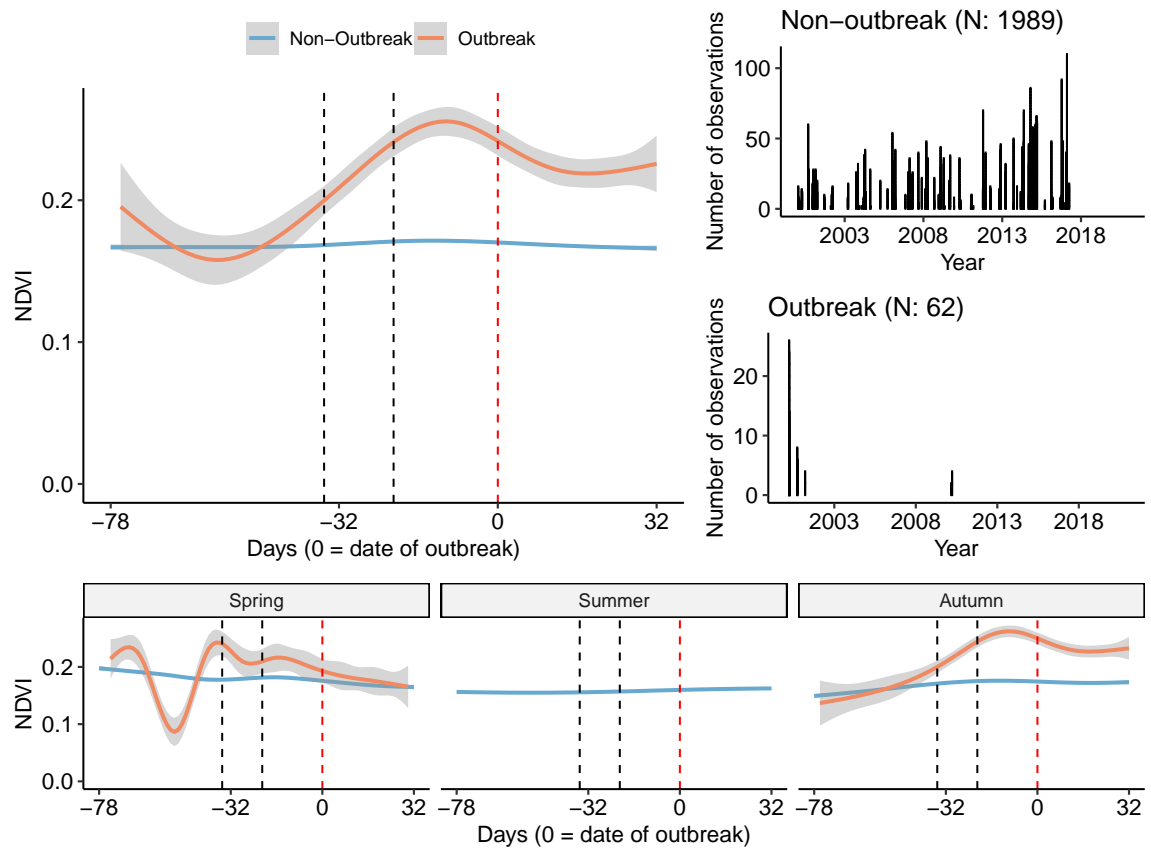 Non−Outbreak Outbreak
NDVI
0.2
0.1
0.0
−78 −32 0 32
Days (0 = date of outbreak)
Non−outbreak (N: 1989)
Number of observations
100
50
0
2003 2008 2013 2018
Year
Outbreak (N: 62)
Number of observations
20
10
0
2003 2008 2013 2018
Year
Spring Summer Autumn
NDVI
0.2
0.1
0.0
−78 −32 0 32 −78 −32 0 32 −78 −32 0 32
Days (0 = date of outbreak)